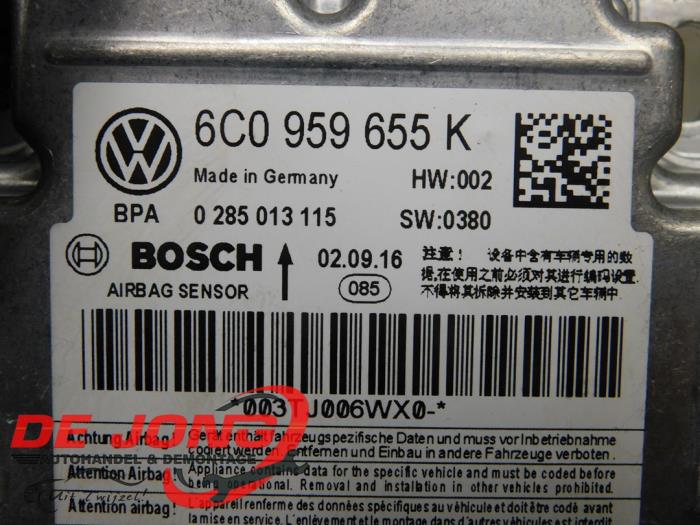 6C0 959 655 K
Made in Germany HW:002
BPA 0 285 013 115 SW:0380
BOSCH 02.09.16
AIRBAG SENSOR 085
注意: 设备中含有车辆专用的数
据,在使用之前必须对其进行编码设置.
不得将其拆除并安装到其它车辆中.
*003TJ006WX0-*
DE JONG
AUTOHANDEL & DEMONTAGE
Achtung Airbag! Gerät enthält fahrzeugspezifische Daten und muss vor Inbetriebnahme
codiert werden. Entfernen und Einbau in andere Fahrzeuge verboten.
Attention Airbag! Appliance contains data for the specific vehicle and must be coded before
being operated. Removal and installation in other vehicles prohibited.
Attention airbag! L'appareil renferme des données spécifiques au véhicule et doit être codé avant
la mise en service. L'enlèvement et le montage dans d'autres véhicules est interdit